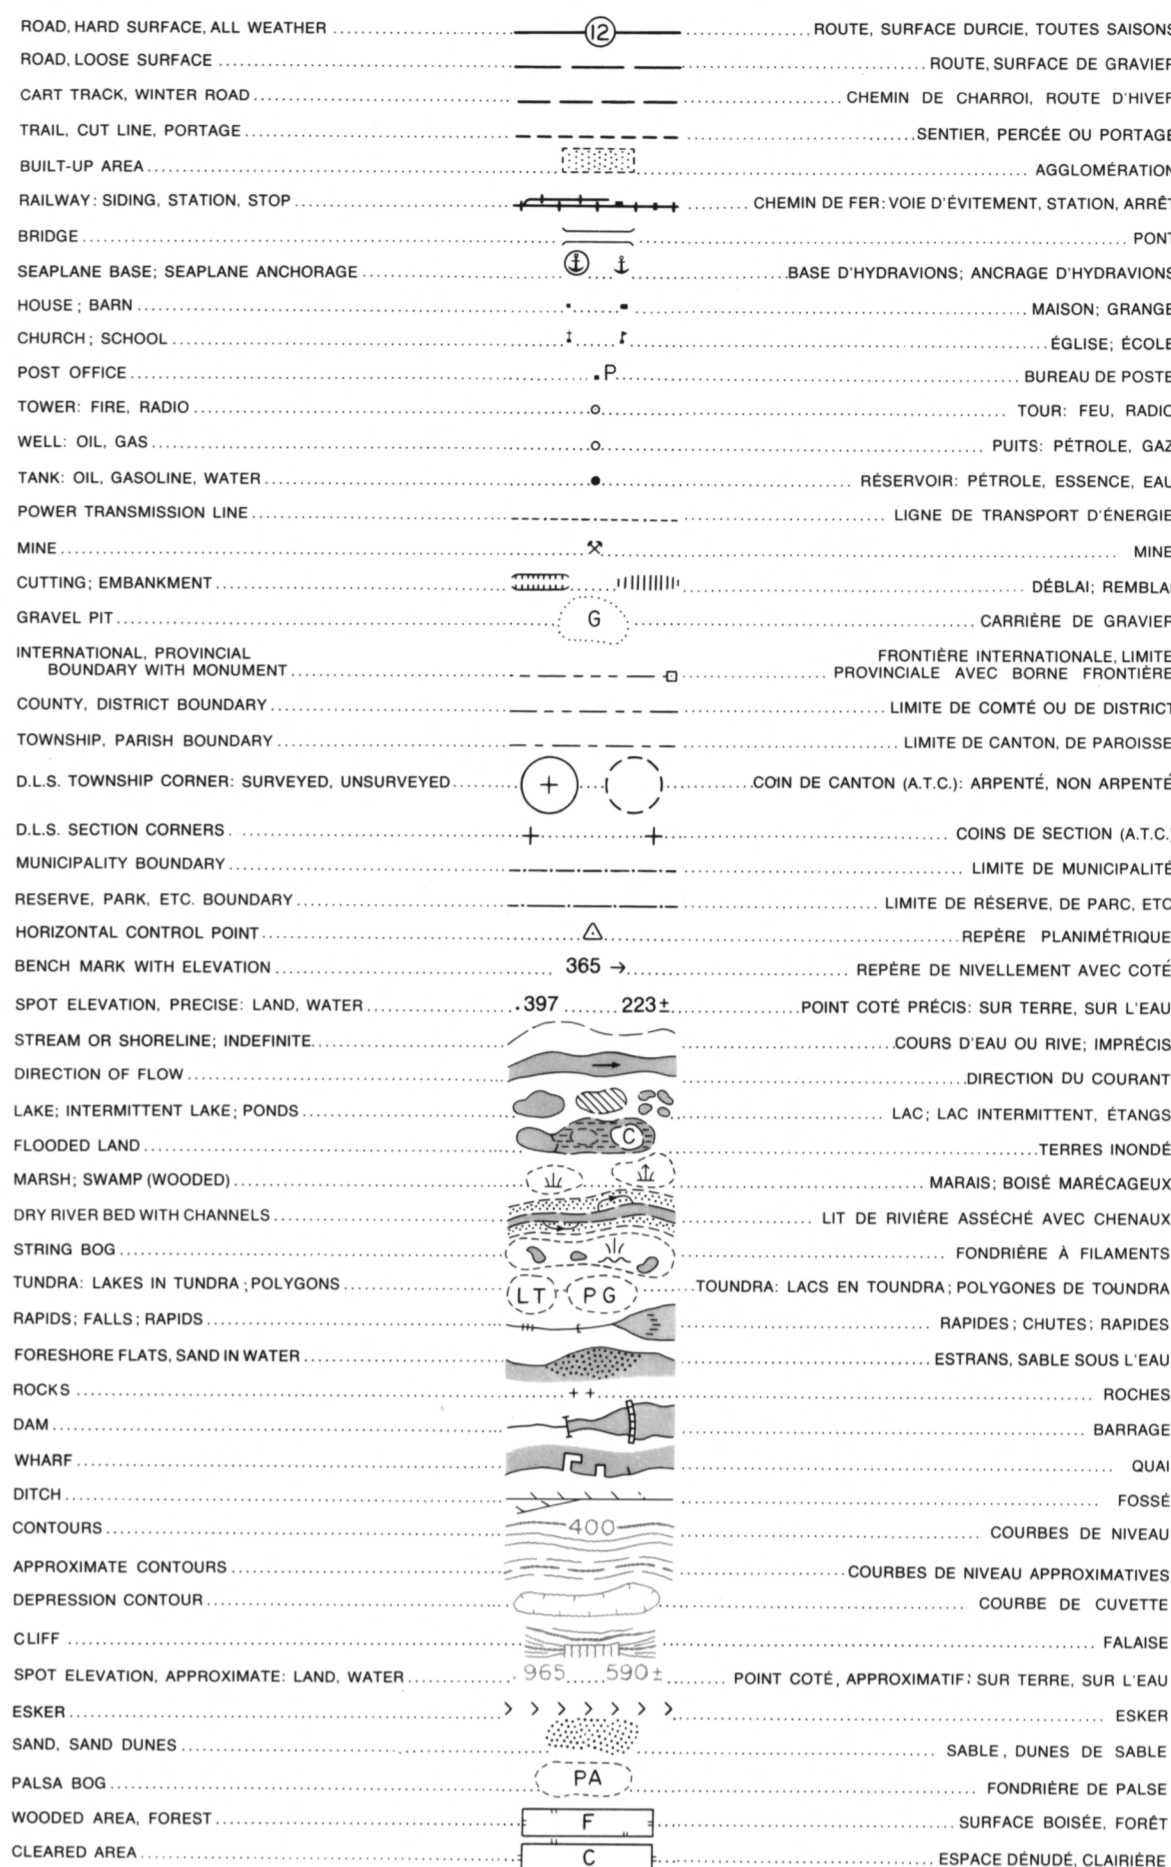 ROAD, HARD SURFACE, ALL WEATHER 12 ROUTE, SURFACE DURCIE, TOUTES SAISONS
ROAD, LOOSE SURFACE ROUTE, SURFACE DE GRAVIER
CART TRACK, WINTER ROAD CHEMIN DE CHARROI, ROUTE D'HIVER
TRAIL, CUT LINE, PORTAGE SENTIER, PERCÉE OU PORTAGE
BUILT-UP AREA AGGLOMÉRATION
RAILWAY: SIDING, STATION, STOP CHEMIN DE FER: VOIE D'ÉVITEMENT, STATION, ARRÊT
BRIDGE PONT
SEAPLANE BASE; SEAPLANE ANCHORAGE BASE D'HYDRAVIONS; ANCRAGE D'HYDRAVIONS
HOUSE; BARN MAISON; GRANGE
CHURCH; SCHOOL ÉGLISE; ÉCOLE
POST OFFICE P BUREAU DE POSTE
TOWER: FIRE, RADIO TOUR: FEU, RADIO
WELL: OIL, GAS PUITS: PÉTROLE, GAZ
TANK: OIL, GASOLINE, WATER RÉSERVOIR: PÉTROLE, ESSENCE, EAU
POWER TRANSMISSION LINE LIGNE DE TRANSPORT D'ÉNERGIE
MINE MINE
CUTTING; EMBANKMENT DÉBLAI; REMBLAI
GRAVEL PIT G CARRIÈRE DE GRAVIER
INTERNATIONAL, PROVINCIAL FRONTIÈRE INTERNATIONALE, LIMITE
BOUNDARY WITH MONUMENT PROVINCIALE AVEC BORNE FRONTIÈRE
COUNTY, DISTRICT BOUNDARY LIMITE DE COMTÉ OU DE DISTRICT
TOWNSHIP, PARISH BOUNDARY LIMITE DE CANTON, DE PAROISSE
D.L.S. TOWNSHIP CORNER: SURVEYED, UNSURVEYED COIN DE CANTON (A.T.C.): ARPENTÉ, NON ARPENTÉ
D.L.S. SECTION CORNERS COINS DE SECTION (A.T.C.)
MUNICIPALITY BOUNDARY LIMITE DE MUNICIPALITÉ
RESERVE, PARK, ETC. BOUNDARY LIMITE DE RÉSERVE, DE PARC, ETC
HORIZONTAL CONTROL POINT REPÈRE PLANIMÉTRIQUE
BENCH MARK WITH ELEVATION 365 → REPÈRE DE NIVELLEMENT AVEC COTÉ
SPOT ELEVATION, PRECISE: LAND, WATER .397 223± POINT COTÉ PRÉCIS: SUR TERRE, SUR L'EAU
STREAM OR SHORELINE; INDEFINITE COURS D'EAU OU RIVE; IMPRÉCIS
DIRECTION OF FLOW DIRECTION DU COURANT
LAKE; INTERMITTENT LAKE; PONDS LAC; LAC INTERMITTENT, ÉTANGS
FLOODED LAND C TERRES INONDÉ
MARSH; SWAMP (WOODED) MARAIS; BOISÉ MARÉCAGEUX
DRY RIVER BED WITH CHANNELS LIT DE RIVIÈRE ASSÉCHÉ AVEC CHENAUX
STRING BOG FONDRIÈRE À FILAMENTS
TUNDRA: LAKES IN TUNDRA; POLYGONS LT PG TOUNDRA: LACS EN TOUNDRA; POLYGONES DE TOUNDRA
RAPIDS; FALLS; RAPIDS RAPIDES; CHUTES; RAPIDES
FORESHORE FLATS, SAND IN WATER ESTRANS, SABLE SOUS L'EAU
ROCKS ROCHES
DAM BARRAGE
WHARF QUAI
DITCH FOSSÉ
CONTOURS 400 COURBES DE NIVEAU
APPROXIMATE CONTOURS COURBES DE NIVEAU APPROXIMATIVES
DEPRESSION CONTOUR COURBE DE CUVETTE
CLIFF FALAISE
SPOT ELEVATION, APPROXIMATE: LAND, WATER .965 590± POINT COTÉ, APPROXIMATIF: SUR TERRE, SUR L'EAU
ESKER ESKER
SAND, SAND DUNES SABLE, DUNES DE SABLE
PALSA BOG PA FONDRIÈRE DE PALSE
WOODED AREA, FOREST F SURFACE BOISÉE, FORÊT
CLEARED AREA C ESPACE DÉNUDÉ, CLAIRIÈRE